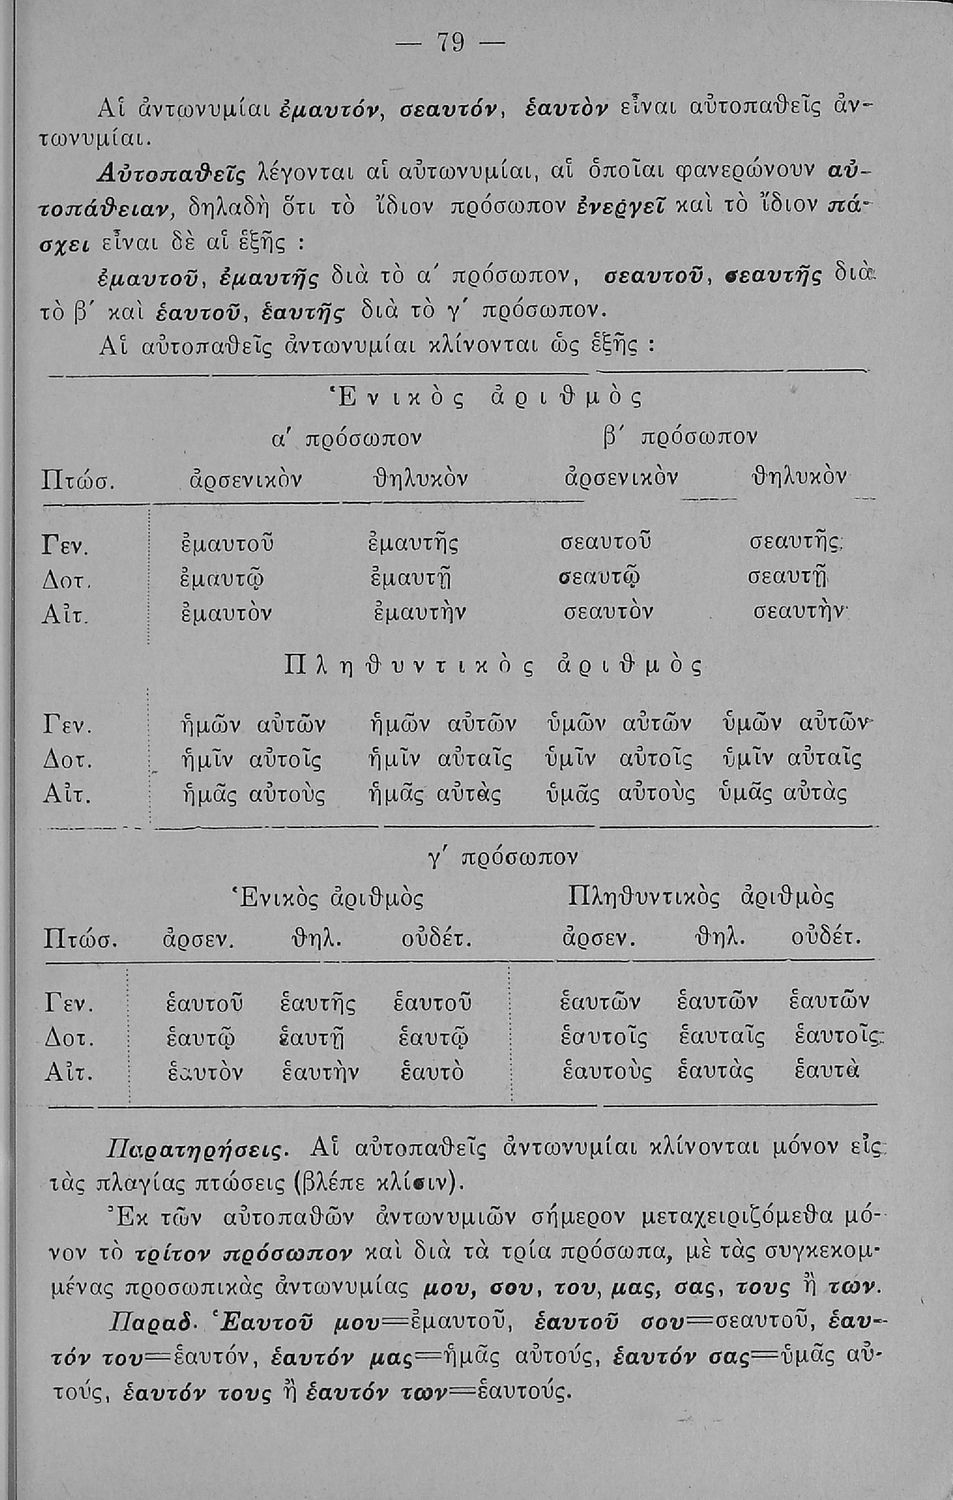 — 79 —
Αἱ ἀντωνυμίαι ἐμαυτόν, σεαυτόν, ἑαυτὸν εἶναι αὐτοπαθεῖς ἀν-
τωνυμίαι.
Αὐτοπαθεῖς λέγονται αἱ αὐτωνυμίαι, αἱ ὁποῖαι φανερώνουν αὐ-
τοπάθειαν, δηλαδὴ ὅτι τὸ ἴδιον πρόσωπον ἐνεργεῖ καὶ τὸ ἴδιον πά-
σχει εἶναι δὲ αἱ ἑξῆς :
ἐμαυτοῦ, ἐμαυτῆς διὰ τὸ α΄ πρόσωπον, σεαυτοῦ, σεαυτῆς διὰ
τὸ β΄ καὶ ἑαυτοῦ, ἑαυτῆς διὰ τὸ γ΄ πρόσωπον.
Αἱ αὐτοπαθεῖς ἀντωνυμίαι κλίνονται ὡς ἑξῆς :
Ἑνικὸς ἀριθμὸς
α΄ πρόσωπον β΄ πρόσωπον
Πτώσ. ἀρσενικὸν θηλυκὸν ἀρσενικὸν θηλυκὸν
Γεν. ἐμαυτοῦ ἐμαυτῆς σεαυτοῦ σεαυτῆς
Δοτ. ἐμαυτῷ ἐμαυτῇ σεαυτῷ σεαυτῇ
Αἰτ. ἐμαυτὸν ἐμαυτὴν σεαυτὸν σεαυτὴν
Πληθυντικὸς ἀριθμὸς
Γεν. ἡμῶν αὐτῶν ἡμῶν αὐτῶν ὑμῶν αὐτῶν ὑμῶν αὐτῶν
Δοτ. ἡμῖν αὐτοῖς ἡμῖν αὐταῖς ὑμῖν αὐτοῖς ὑμῖν αὐταῖς
Αἰτ. ἡμᾶς αὐτοὺς ἡμᾶς αὐτὰς ὑμᾶς αὐτοὺς ὑμᾶς αὐτὰς
γ΄ πρόσωπον
Ἑνικὸς ἀριθμὸς Πληθυντικὸς ἀριθμὸς
Πτώσ. ἀρσεν. θηλ. οὐδέτ. ἀρσεν. θηλ. οὐδέτ.
Γεν. ἑαυτοῦ ἑαυτῆς ἑαυτοῦ ἑαυτῶν ἑαυτῶν ἑαυτῶν
Δοτ. ἑαυτῷ ἑαυτῇ ἑαυτῷ ἑαυτοῖς ἑαυταῖς ἑαυτοῖς
Αἰτ. ἑαυτὸν ἑαυτὴν ἑαυτὸ ἑαυτοὺς ἑαυτὰς ἑαυτὰ
Παρατηρήσεις. Αἱ αὐτοπαθεῖς ἀντωνυμίαι κλίνονται μόνον εἰς
τὰς πλαγίας πτώσεις (βλέπε κλίσιν).
Ἐκ τῶν αὐτοπαθῶν ἀντωνυμιῶν σήμερον μεταχειριζόμεθα μό-
νον τὸ τρίτον πρόσωπον καὶ διὰ τὰ τρία πρόσωπα, μὲ τὰς συγκεκομ-
μένας προσωπικὰς ἀντωνυμίας μου, σου, του, μας, σας, τους ἢ των.
Παραδ. Ἑαυτοῦ μου=ἐμαυτοῦ, ἑαυτοῦ σου=σεαυτοῦ, ἑαυ-
τόν του=ἑαυτόν, ἑαυτόν μας=ἡμᾶς αὐτούς, ἑαυτόν σας=ὑμᾶς αὐ-
τούς, ἑαυτόν τους ἢ ἑαυτόν των=ἑαυτούς.